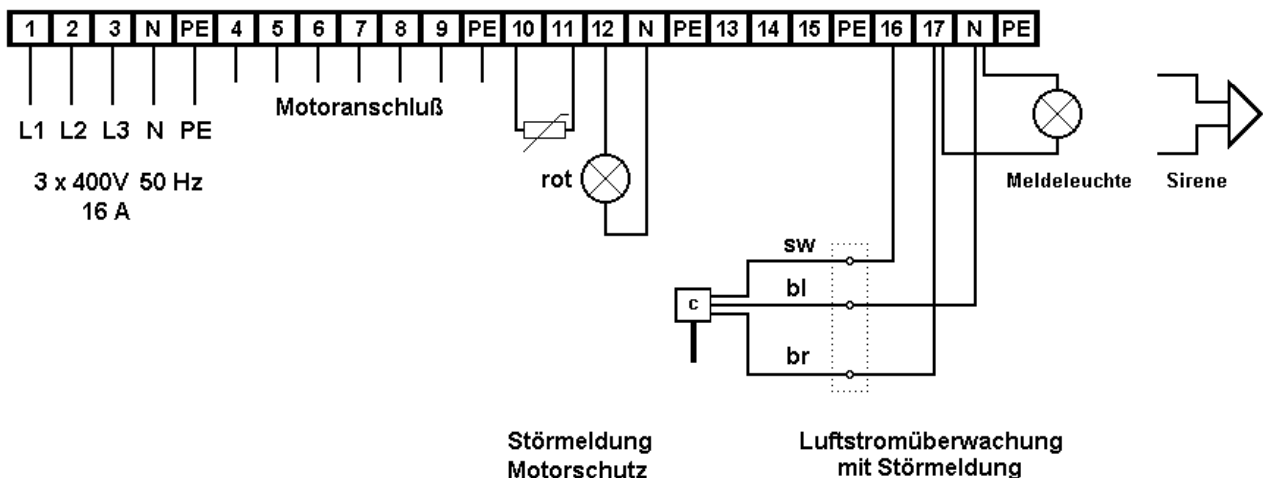 1 2 3 N PE 4 5 6 7 8 9 PE 10 11 12 N PE 13 14 15 PE 16 17 N PE
Motoranschluß
L1 L2 L3 N PE
3 x 400V 50 Hz
16 A
rot
Meldeleuchte
Sirene
sw
bl
c
br
Störmeldung
Motorschutz
Luftstromüberwachung
mit Störmeldung